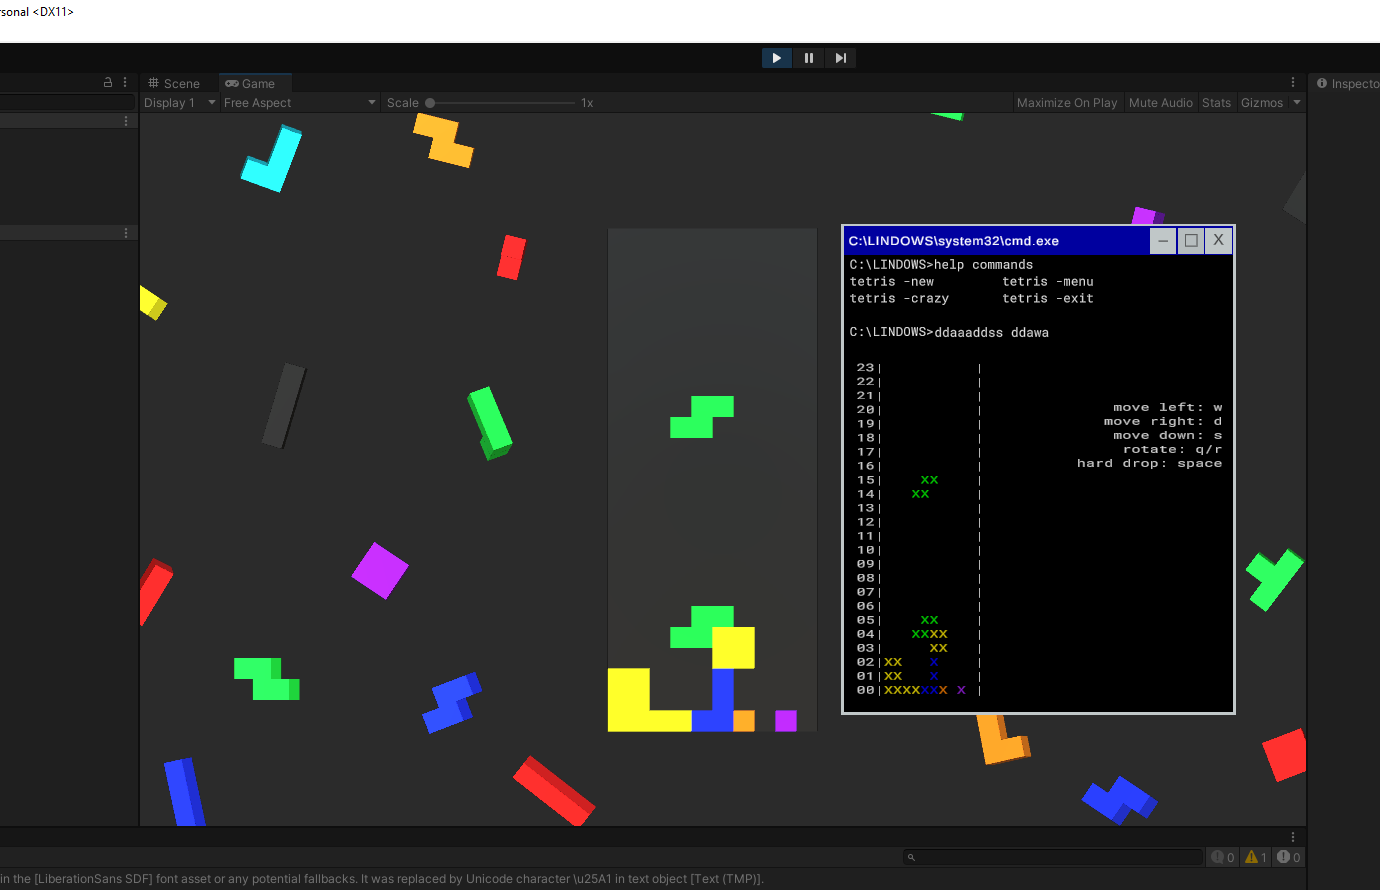 rsonal <DX11>
Scene Game
Display 1 Free Aspect Scale 1x Maximize On Play Mute Audio Stats Gizmos
Inspecto
C:\LINDOWS\system32\cmd.exe
C:\LINDOWS>help commands
tetris -new tetris -menu
tetris -crazy tetris -exit
C:\LINDOWS>ddaaaddss ddawa
23| |
22| |
21| |
20| | move left: w
19| | move right: d
18| | move down: s
17| | rotate: q/r
16| | hard drop: space
15| XX |
14| XX |
13| |
12| |
11| |
10| |
09| |
08| |
07| |
06| |
05| XX |
04| XXXX |
03| XX |
02|XX X |
01|XX X |
00|XXXXXXX X |
0 1 0
in the [LiberationSans SDF] font asset or any potential fallbacks. It was replaced by Unicode character \u25A1 in text object [Text (TMP)].